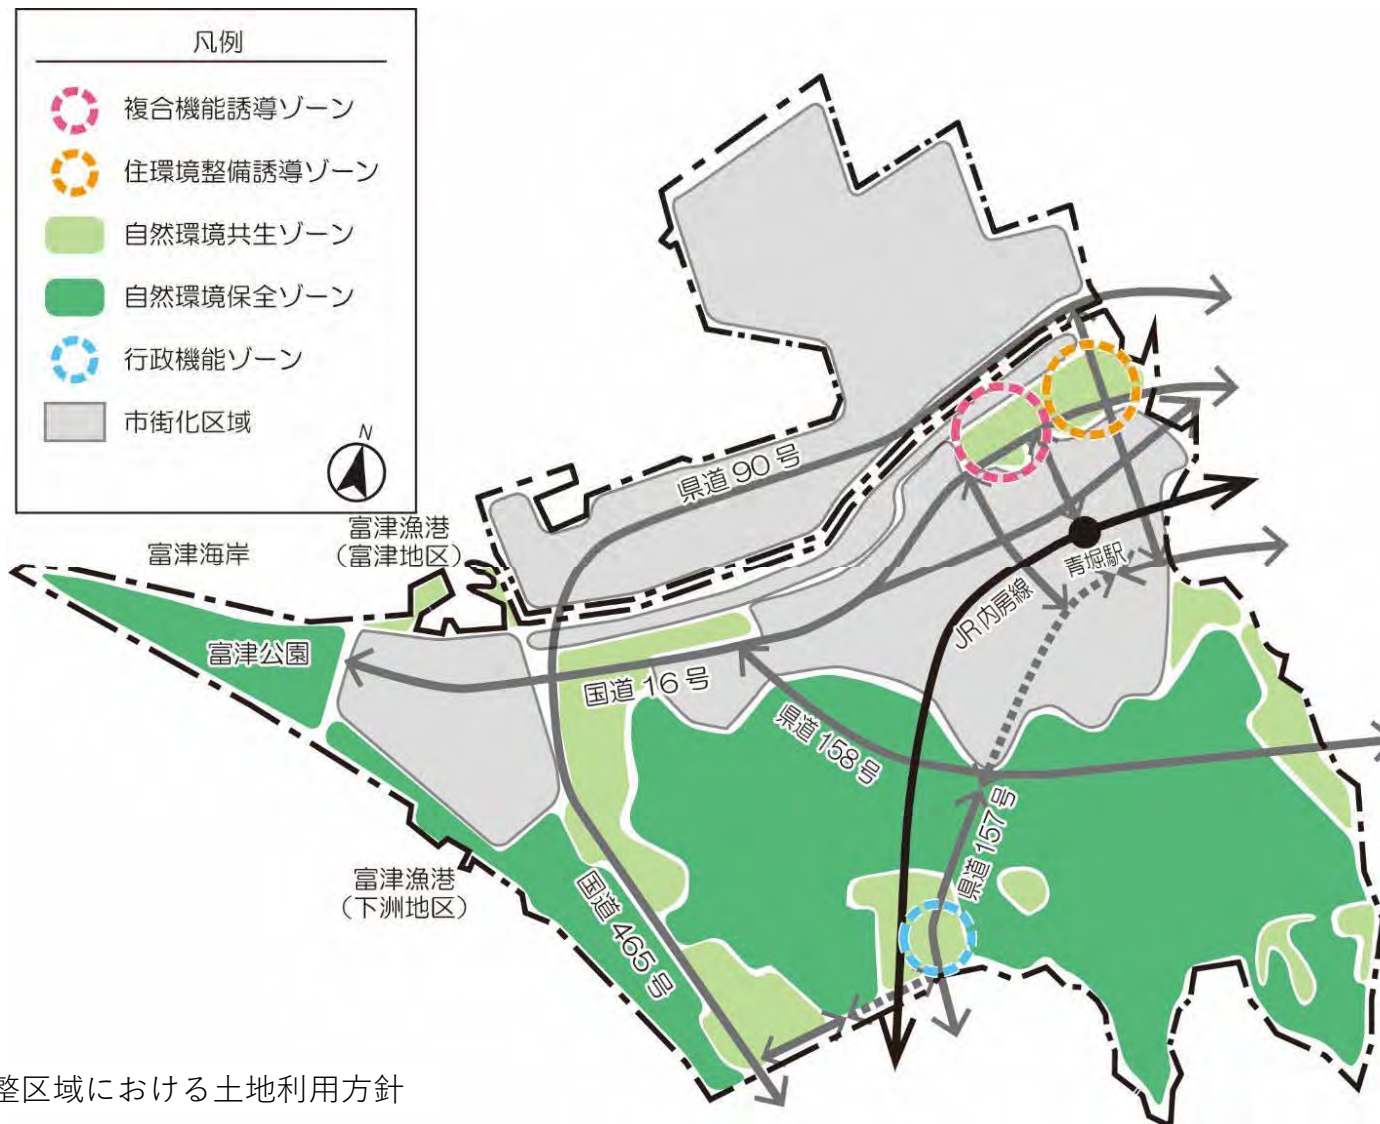 凡例
複合機能誘導ゾーン
住環境整備誘導ゾーン
自然環境共生ゾーン
自然環境保全ゾーン
行政機能ゾーン
市街化区域
N
富津海岸
富津漁港
（富津地区）
県道90号
青堀駅
JR内房線
富津公園
国道16号
県道158号
県道157号
富津漁港
（下洲地区）
国道465号
整区域における土地利用方針